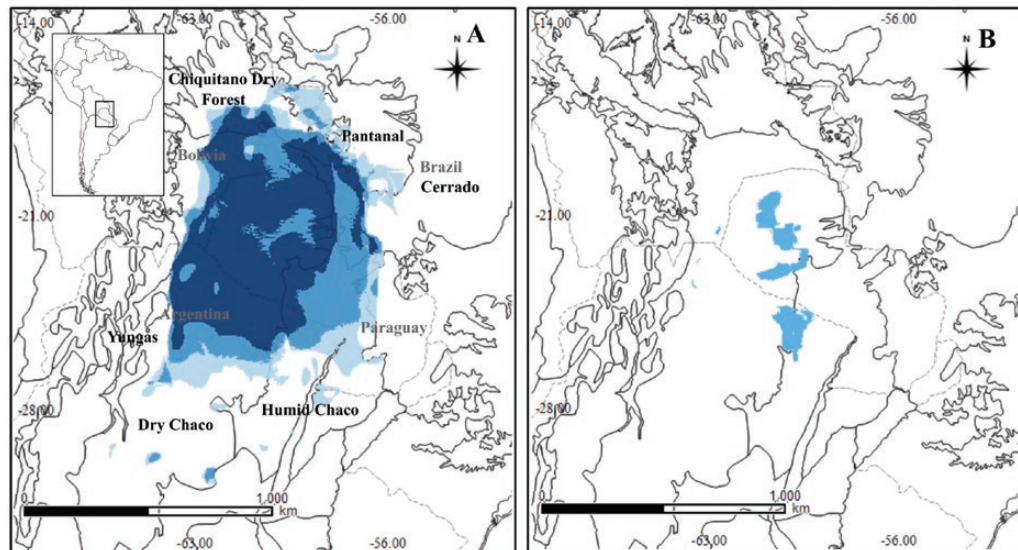 -14.00
-63.00
-56.00
N
A
Chiquitano Dry
Forest
Pantanal
Bolivia
Brazil
Cerrado
-21.00
Argentina
Paraguay
Yungas
-28.00
Humid Chaco
Dry Chaco
0
1,000
km
-63,00
-56.00
-14.00
-63.00
-56.00
N
B
-21.00
-28.00
0
1,000
km
-63,00
-56.00